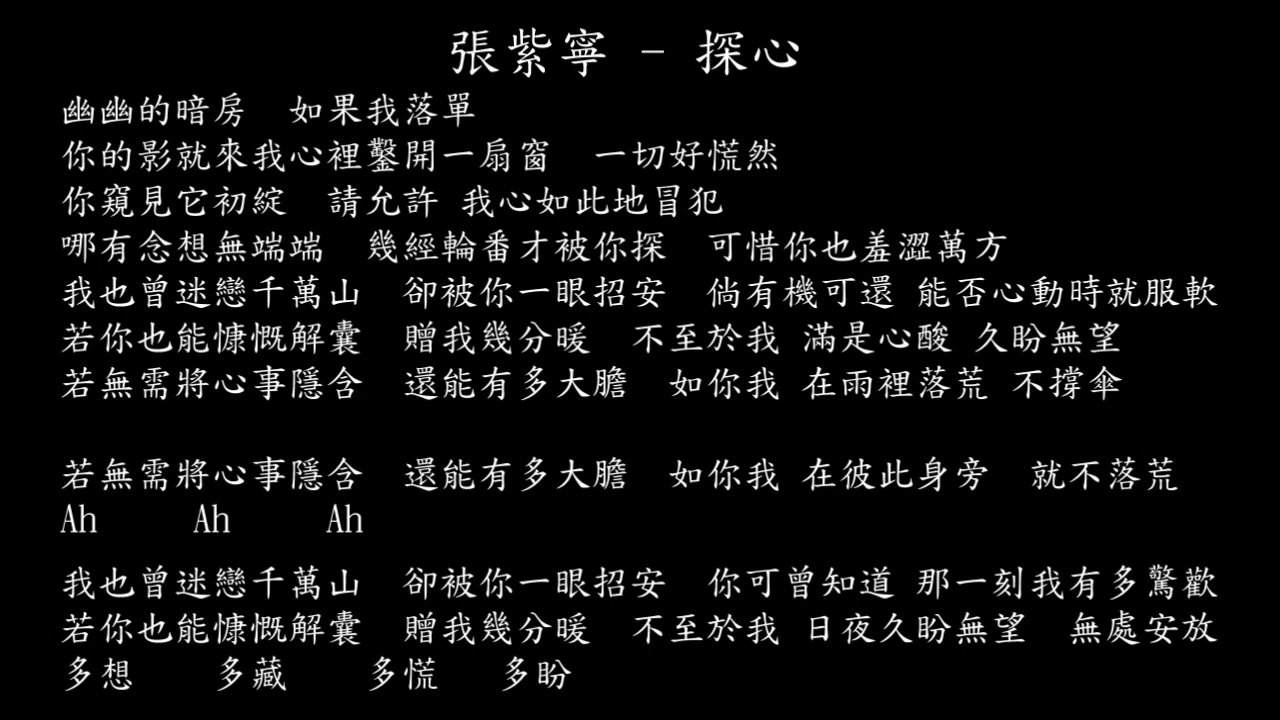 張紫寧 - 探心
幽幽的暗房　如果我落單
你的影就來我心裡鑿開一扇窗　一切好慌然
你窺見它初綻　請允許 我心如此地冒犯
哪有念想無端端　幾經輪番才被你探　可惜你也羞澀萬方
我也曾迷戀千萬山　卻被你一眼招安　倘有機可還 能否心動時就服軟
若你也能慷慨解囊　贈我幾分暖　不至於我 滿是心酸 久盼無望
若無需將心事隱含　還能有多大膽　如你我 在雨裡落荒 不撐傘
若無需將心事隱含　還能有多大膽　如你我 在彼此身旁　就不落荒
Ah　Ah　Ah
我也曾迷戀千萬山　卻被你一眼招安　你可曾知道 那一刻我有多驚歡
若你也能慷慨解囊　贈我幾分暖　不至於我 日夜久盼無望　無處安放
多想　多藏　多慌　多盼